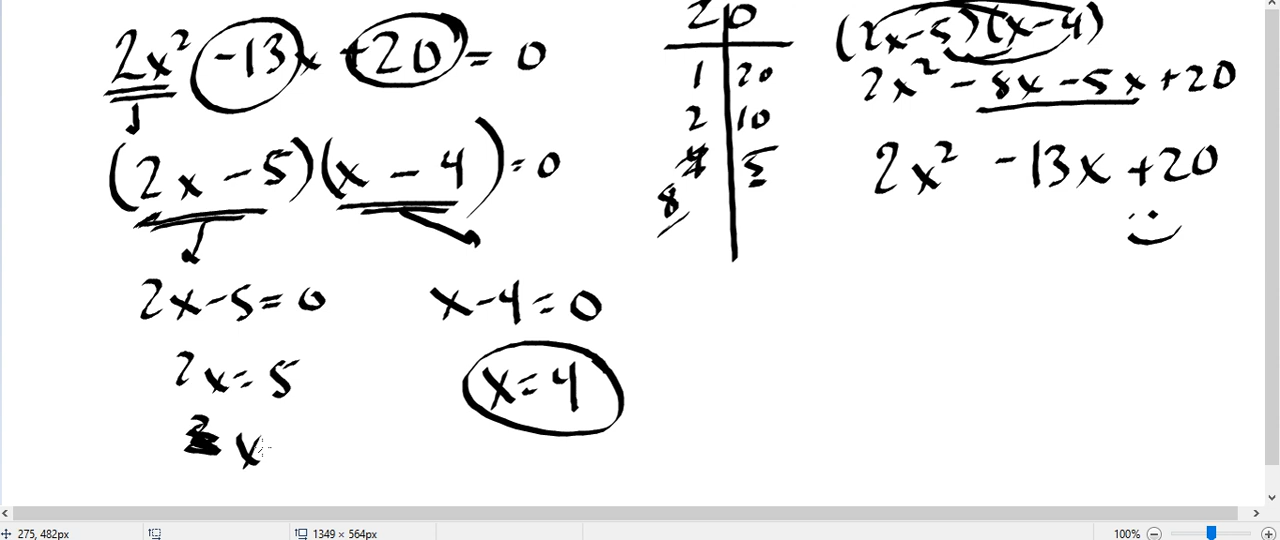 2x² -13x +20 = 0
(2x - 5)(x - 4) = 0
2x-5=0
x-4=0
2x=5
x=4
x
20
1 20
2 10
4 5
8
(2x-5)(x-4)
2x² - 8x - 5x +20
2x² - 13x +20
275, 482px
1349 × 564px
100%